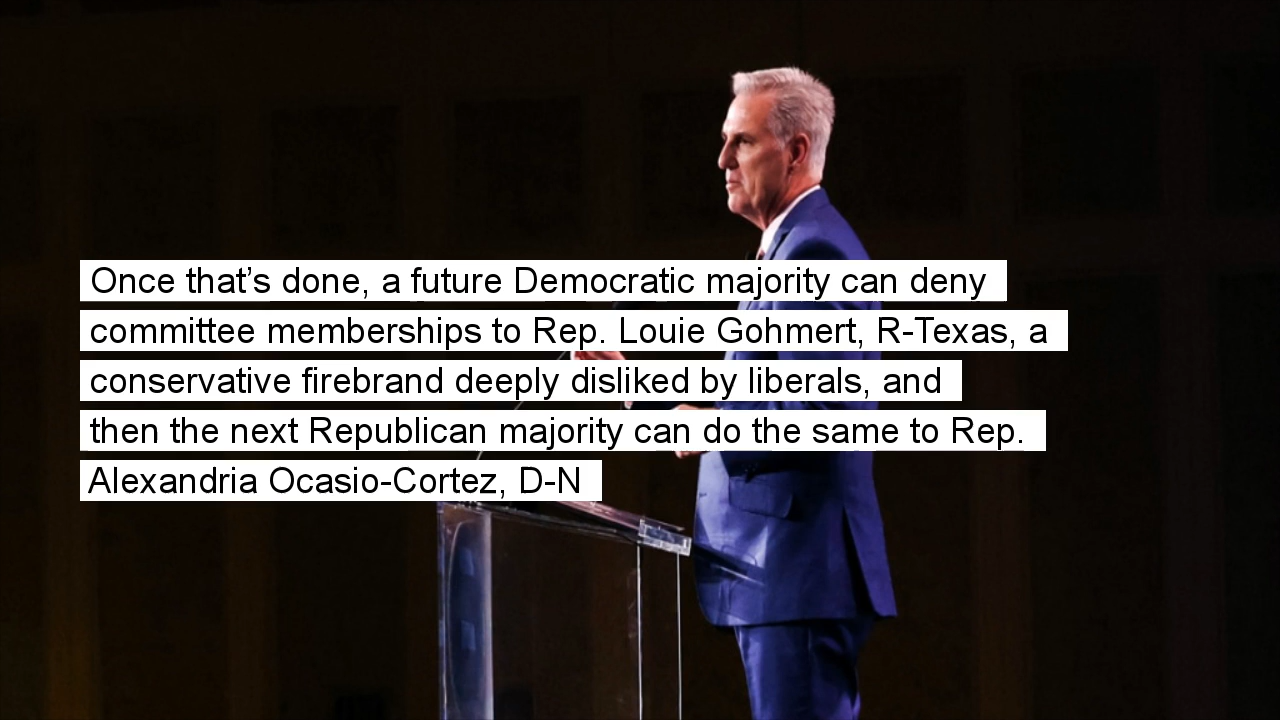 Once that’s done, a future Democratic majority can deny
committee memberships to Rep. Louie Gohmert, R-Texas, a
conservative firebrand deeply disliked by liberals, and
then the next Republican majority can do the same to Rep.
Alexandria Ocasio-Cortez, D-N